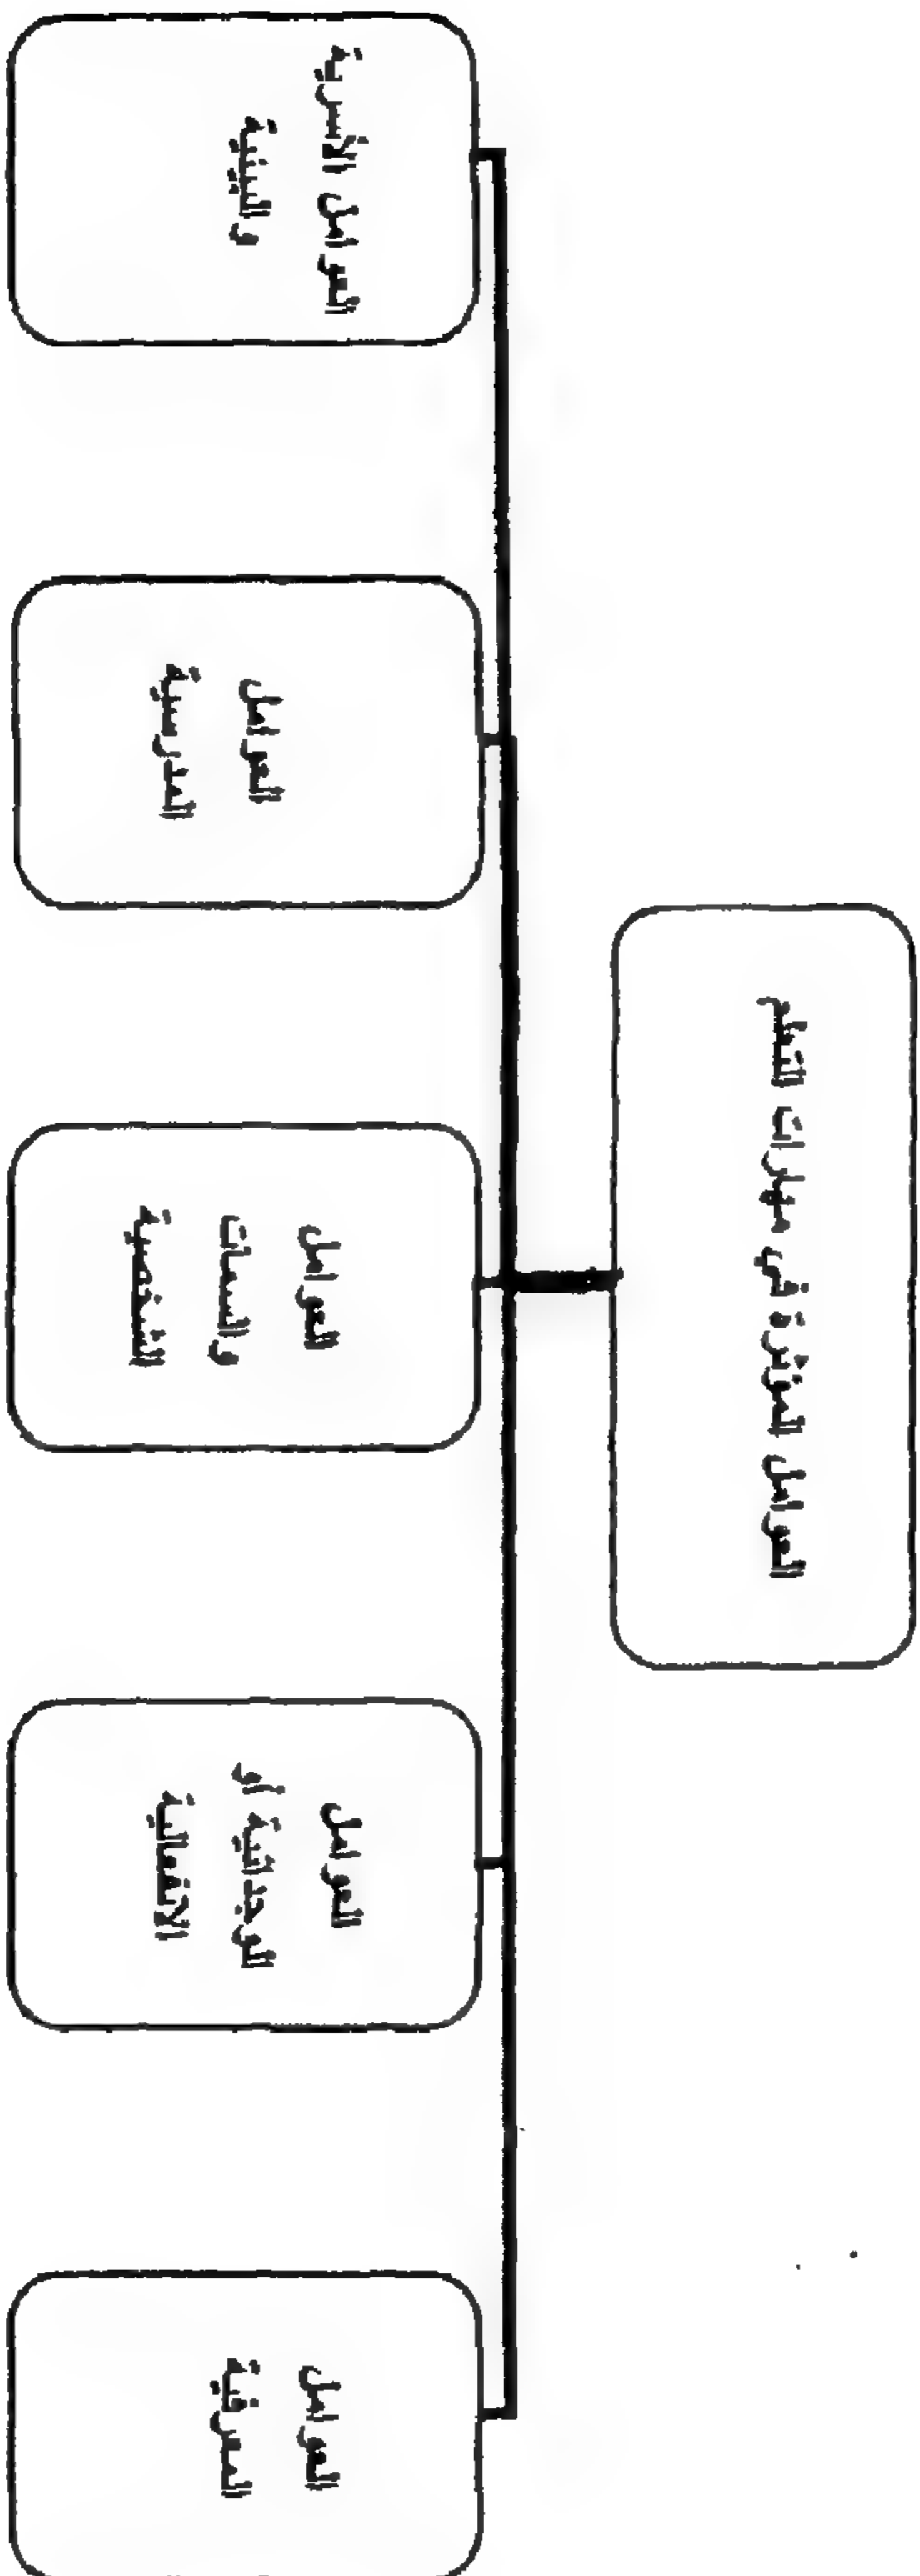 العوامل المؤثرة في مهارات التعلم
العوامل
المعرفية
العوامل
الوجدانية أو
الانفعالية
العوامل
والسمات
الشخصية
العوامل
المدرسية
العوامل الأسرية
والبيئية